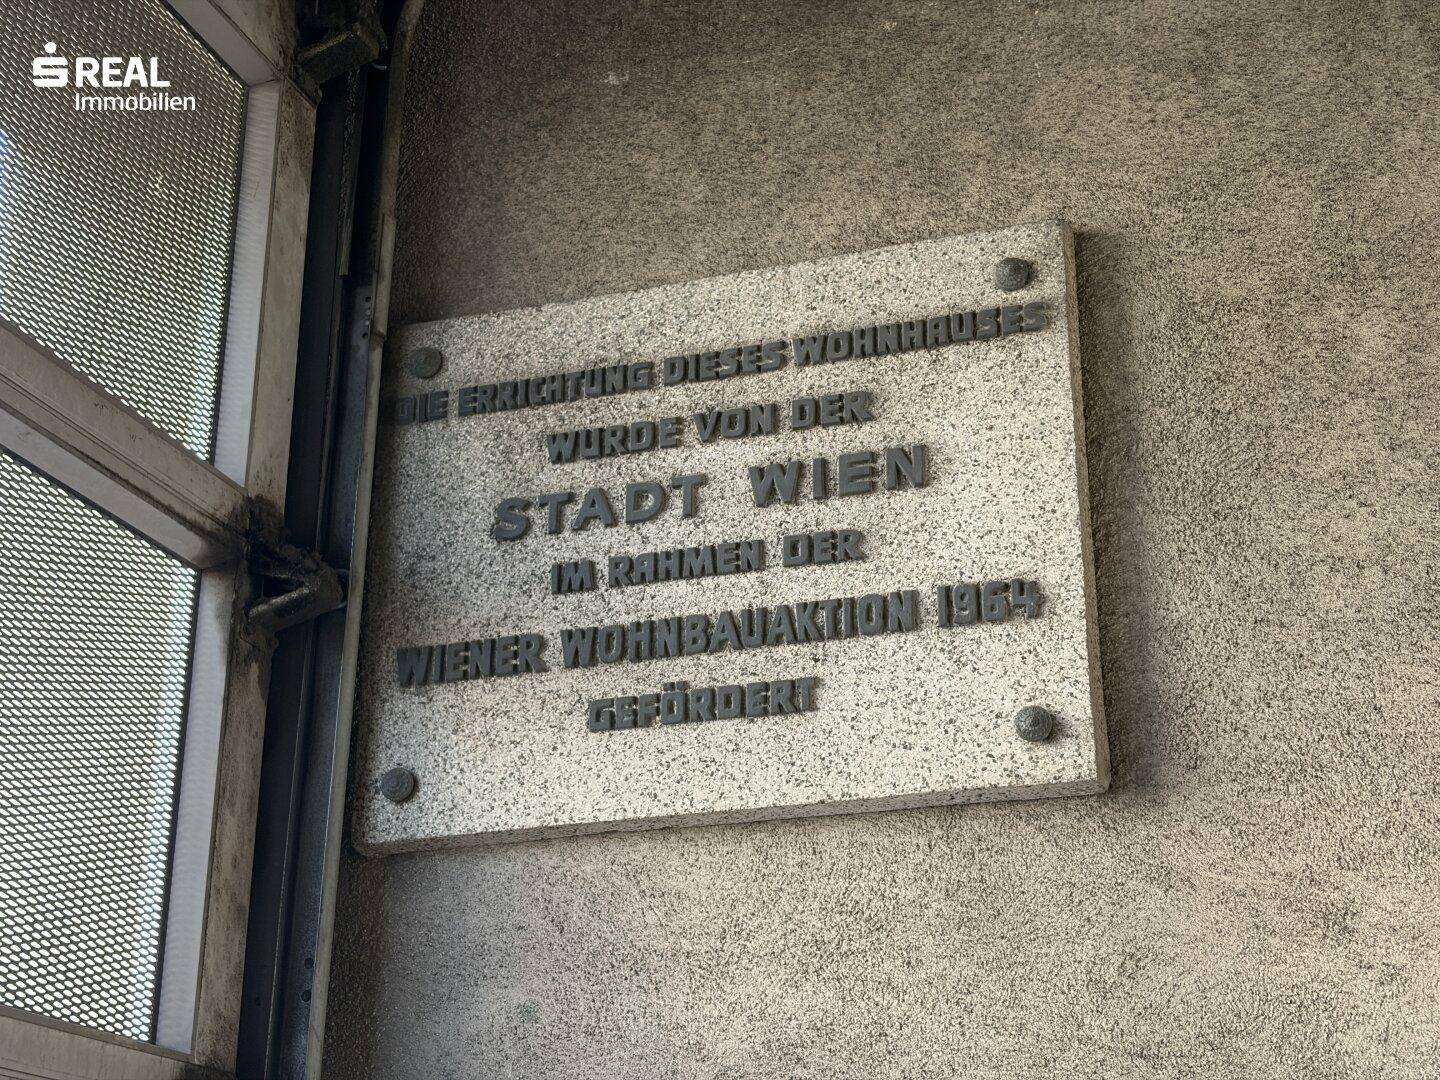 S REAL
Immobilien
DIE ERRICHTUNG DIESES WOHNHAUSES
WURDE VON DER
STADT WIEN
IM RAHMEN DER
WIENER WOHNBAUAKTION 1964
GEFÖRDERT